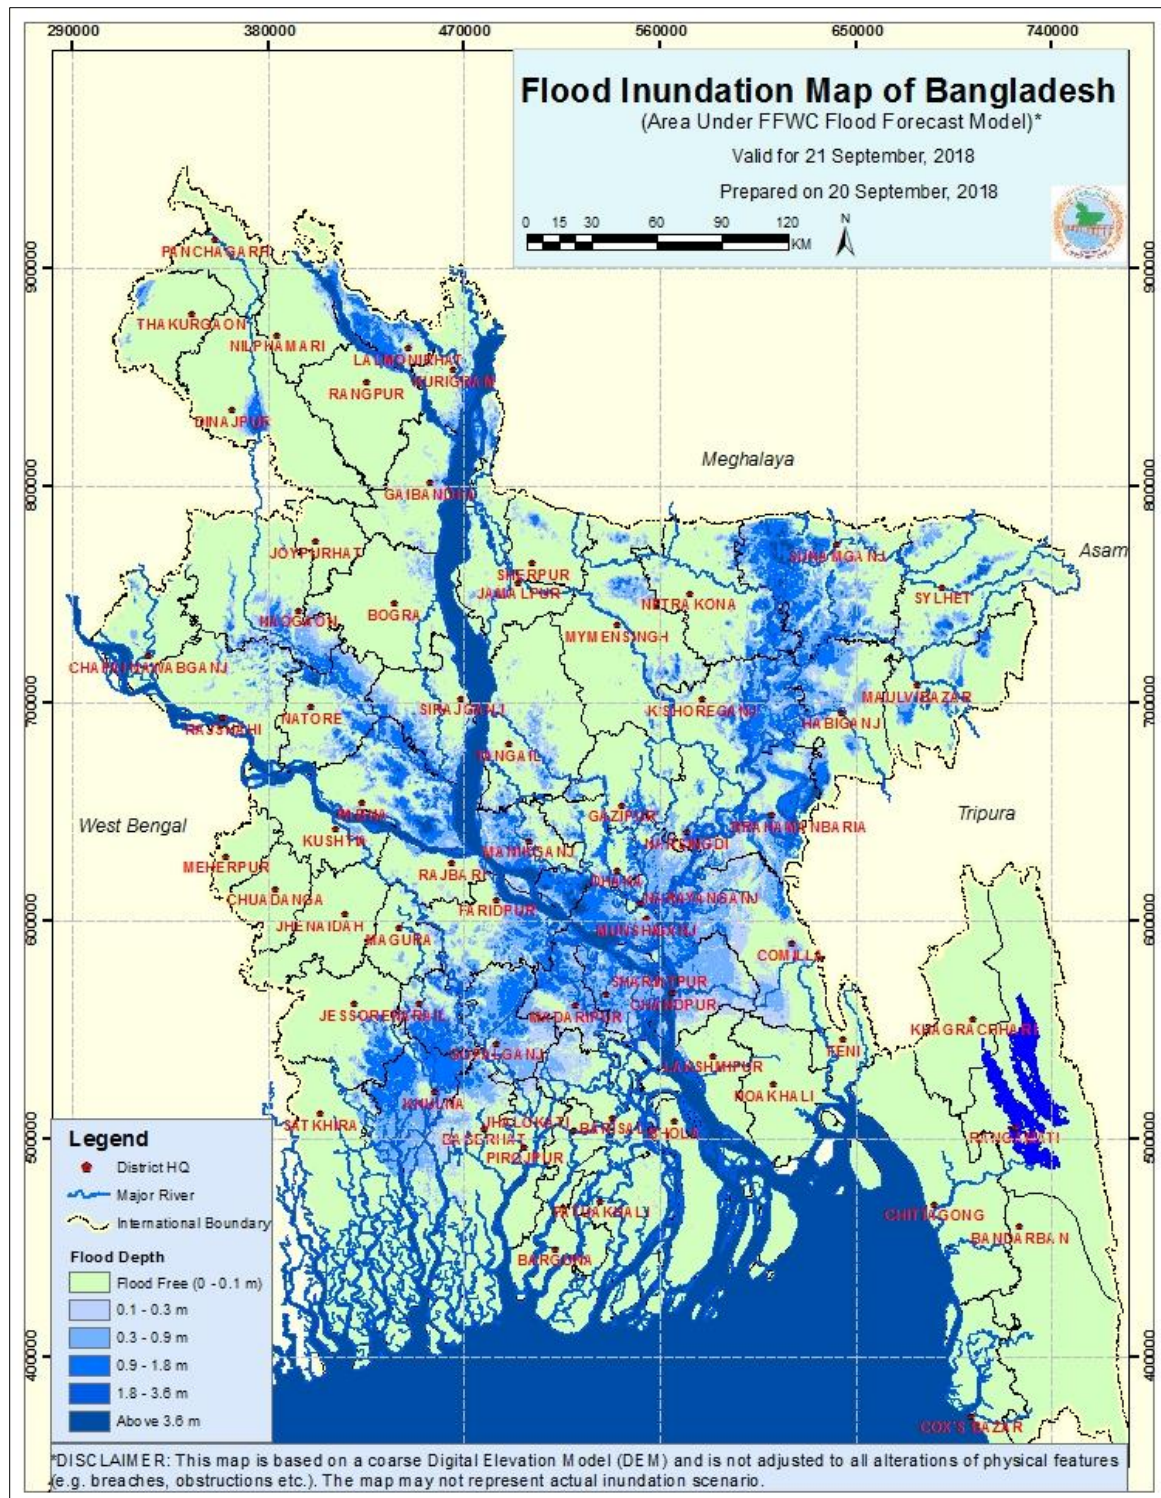 290000 380000 470000 560000 650000 740000
Flood Inundation Map of Bangladesh
(Area Under FFWC Flood Forecast Model)*
Valid for 21 September, 2018
Prepared on 20 September, 2018
0 15 30 60 90 120
KM
N
PANCHAGARH
900000 900000
THAKURGAON
NILPHAMARI
LALMONIRHAT
KURIGRAM
RANGPUR
DINAJPUR
Meghalaya
800000 800000
GAIBANDHA
JOYPURHAT
SUNAMGANJ
Asam
SHERPUR
JAMALPUR
SYLHET
NETRAKONA
BOGRA
NAOGAON
MYMENSINGH
CHAPAI NAWABGANJ
MAULVIBAZAR
700000 700000
SIRAJGANJ
KISHOREGANJ
NATORE
HABIGANJ
RAJSHAHI
TANGAIL
PABNA
GAZIPUR
Tripura
West Bengal
BRAHAMANBARIA
KUSHTIA
NARSINGDI
MANIKGANJ
MEHERPUR
RAJBARI
DHAKA
CHUADANGA
NARAYANGANJ
FARIDPUR
600000 600000
JHENAIDAH
MUNSHIGANJ
MAGURA
COMILLA
SHARIATPUR
CHANDPUR
JESSORE NARAIL
MADARIPUR
KHAGRACHHARI
FENI
GOPALGANJ
LAKSHMIPUR
NOAKHALI
KHULNA
SATKHIRA
JHALOKATI
BARISAL
BHOLA
500000 500000
BAGERHAT
RANGAMATI
PIROJPUR
PATUAKHALI
CHITTAGONG
BANDARBAN
BARGONA
400000 400000
COX'S BAZAR
Legend
District HQ
Major River
International Boundary
Flood Depth
Flood Free (0 - 0.1 m)
0.1 - 0.3 m
0.3 - 0.9 m
0.9 - 1.8 m
1.8 - 3.6 m
Above 3.6 m
*DISCLAIMER: This map is based on a coarse Digital Elevation Model (DEM) and is not adjusted to all alterations of physical features
(e.g. breaches, obstructions etc.). The map may not represent actual inundation scenario.